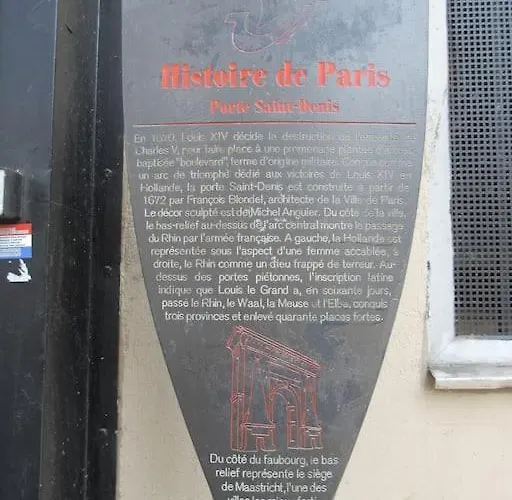 Histoire de Paris
Porte Saint-Denis
En Louis XIV décide la destruction de
Charles V, pour faire place à une promenade plantée d'arbres
baptisée "boulevard", terme d'origine militaire. Conçue comme
un arc de triomphe dédié aux victoires de Louis XIV en
Hollande, la porte Saint-Denis est construite à partir de
1672 par François Blondel, architecte de la Ville de Paris.
Le décor sculpté est de Michel Anguier. Du côté de la ville,
le bas-relief au-dessus de l'arc central montre le passage
du Rhin par l'armée française. A gauche, la Hollande est
représentée sous l'aspect d'une femme accablée, à
droite, le Rhin comme un dieu frappé de terreur. Au-
dessus des portes piétonnes, l'inscription latine
indique que Louis le Grand a, en soixante jours,
passé le Rhin, le Waal, la Meuse et l'Elbe, conquis
trois provinces et enlevé quarante places fortes.
Du côté du faubourg, le bas
relief représente le siège
de Maastricht, l'une des